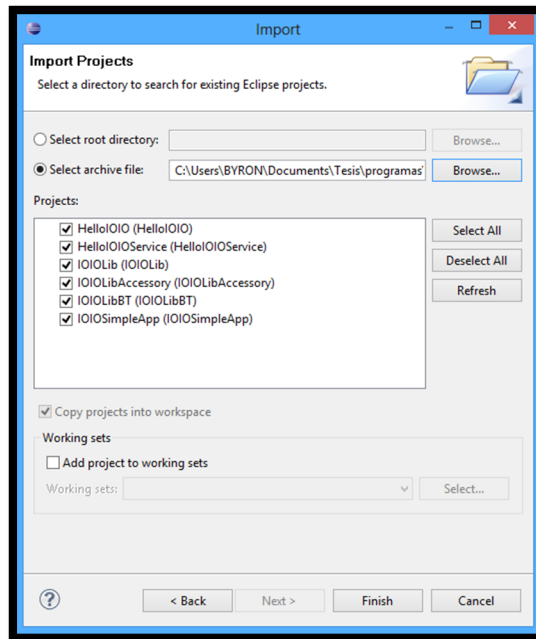 Import
Import Projects
Select a directory to search for existing Eclipse projects.
Select root directory: Browse...
Select archive file: C:\Users\BYRON\Documents\Tesis\programas\ Browse...
Projects:
HelloIOIO (HelloIOIO) Select All
HelloIOIOService (HelloIOIOService)
IOIOLib (IOIOLib) Deselect All
IOIOLibAccessory (IOIOLibAccessory)
IOIOLibBT (IOIOLibBT) Refresh
IOIOSimpleApp (IOIOSimpleApp)
Copy projects into workspace
Working sets
Add project to working sets
Working sets: Select...
? < Back Next > Finish Cancel